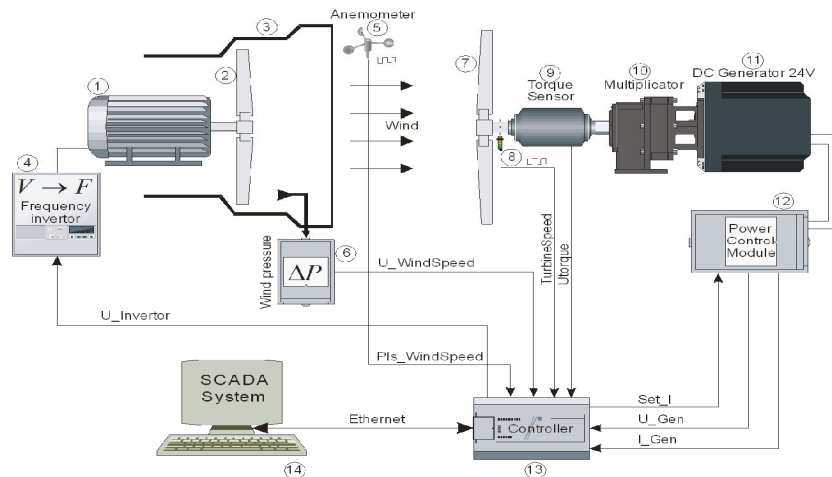 Anemometer
5
3
1
2
7
9
Torque
Sensor
10
Multiplicator
11
DC Generator 24V
Wind
8
4
V → F
Frequency
invertor
12
Power
Control
Module
6
ΔP
Wind pressure
U_WindSpeed
TurbineSpeed
Utorque
U_Invertor
Pls_WindSpeed
SCADA
System
Ethernet
Controller
Set_I
U_Gen
I_Gen
14
13